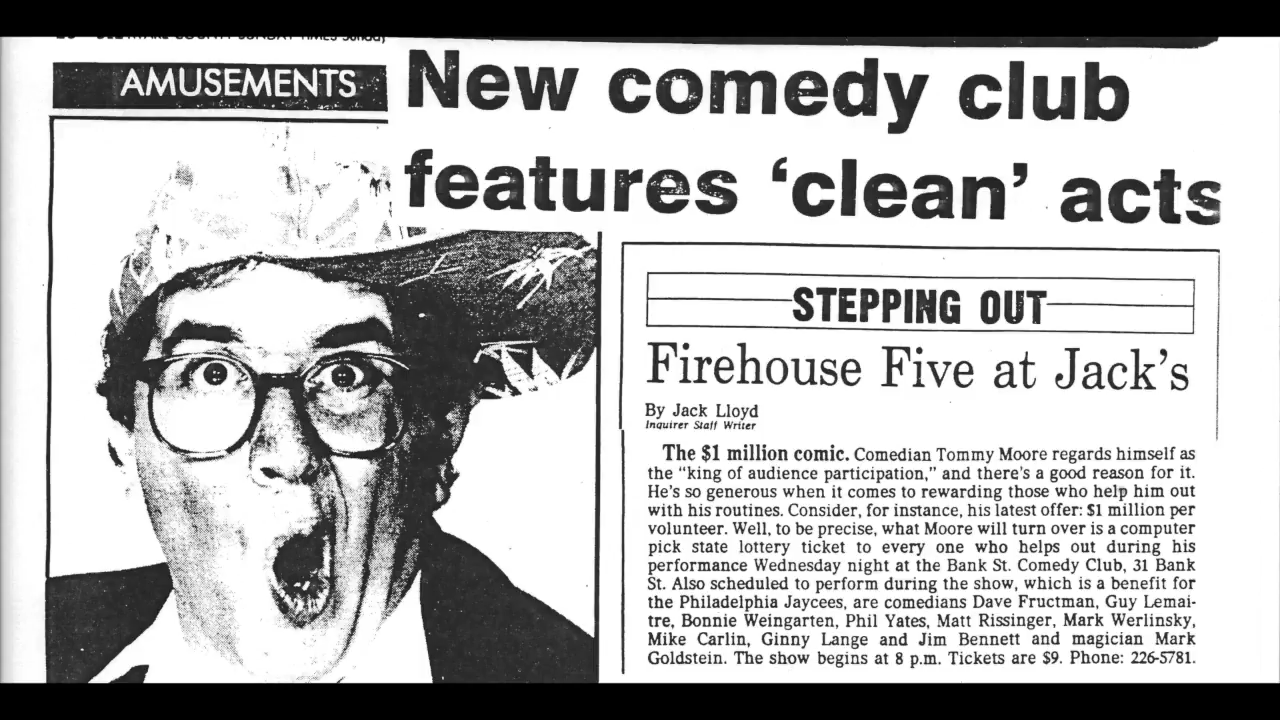 DELAWARE COUNTY SUNDAY TIMES Sunday,
AMUSEMENTS
New comedy club
features ‘clean’ acts
STEPPING OUT
Firehouse Five at Jack's
By Jack Lloyd
Inquirer Staff Writer
The $1 million comic. Comedian Tommy Moore regards himself as
the "king of audience participation," and there's a good reason for it.
He's so generous when it comes to rewarding those who help him out
with his routines. Consider, for instance, his latest offer: $1 million per
volunteer. Well, to be precise, what Moore will turn over is a computer
pick state lottery ticket to every one who helps out during his
performance Wednesday night at the Bank St. Comedy Club, 31 Bank
St. Also scheduled to perform during the show, which is a benefit for
the Philadelphia Jaycees, are comedians Dave Fructman, Guy Lemai-
tre, Bonnie Weingarten, Phil Yates, Matt Rissinger, Mark Werlinsky,
Mike Carlin, Ginny Lange and Jim Bennett and magician Mark
Goldstein. The show begins at 8 p.m. Tickets are $9. Phone: 226-5781.